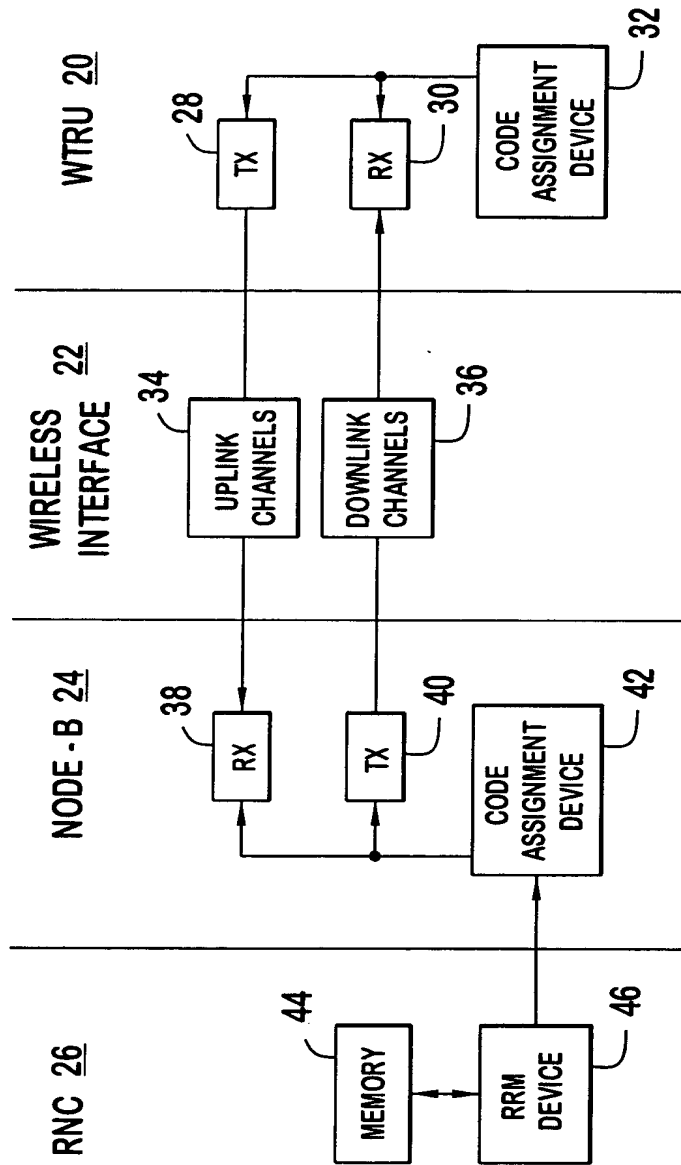 RNC 26
NODE-B 24
WIRELESS
INTERFACE 22
WTRU 20
44
MEMORY
46
RRM
DEVICE
38
RX
40
TX
42
CODE
ASSIGNMENT
DEVICE
34
UPLINK
CHANNELS
36
DOWNLINK
CHANNELS
28
TX
30
RX
32
CODE
ASSIGNMENT
DEVICE